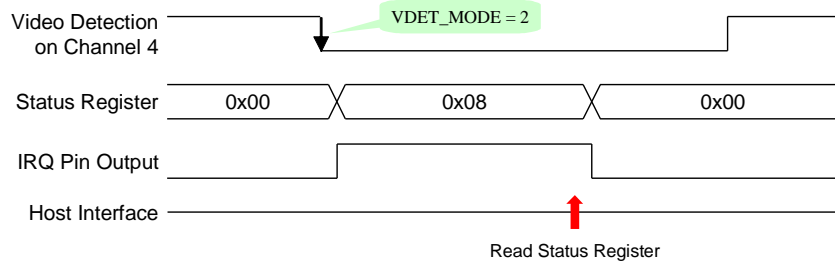 Video Detection
on Channel 4
VDET_MODE = 2
Status Register
0x00
0x08
0x00
IRQ Pin Output
Host Interface
Read Status Register